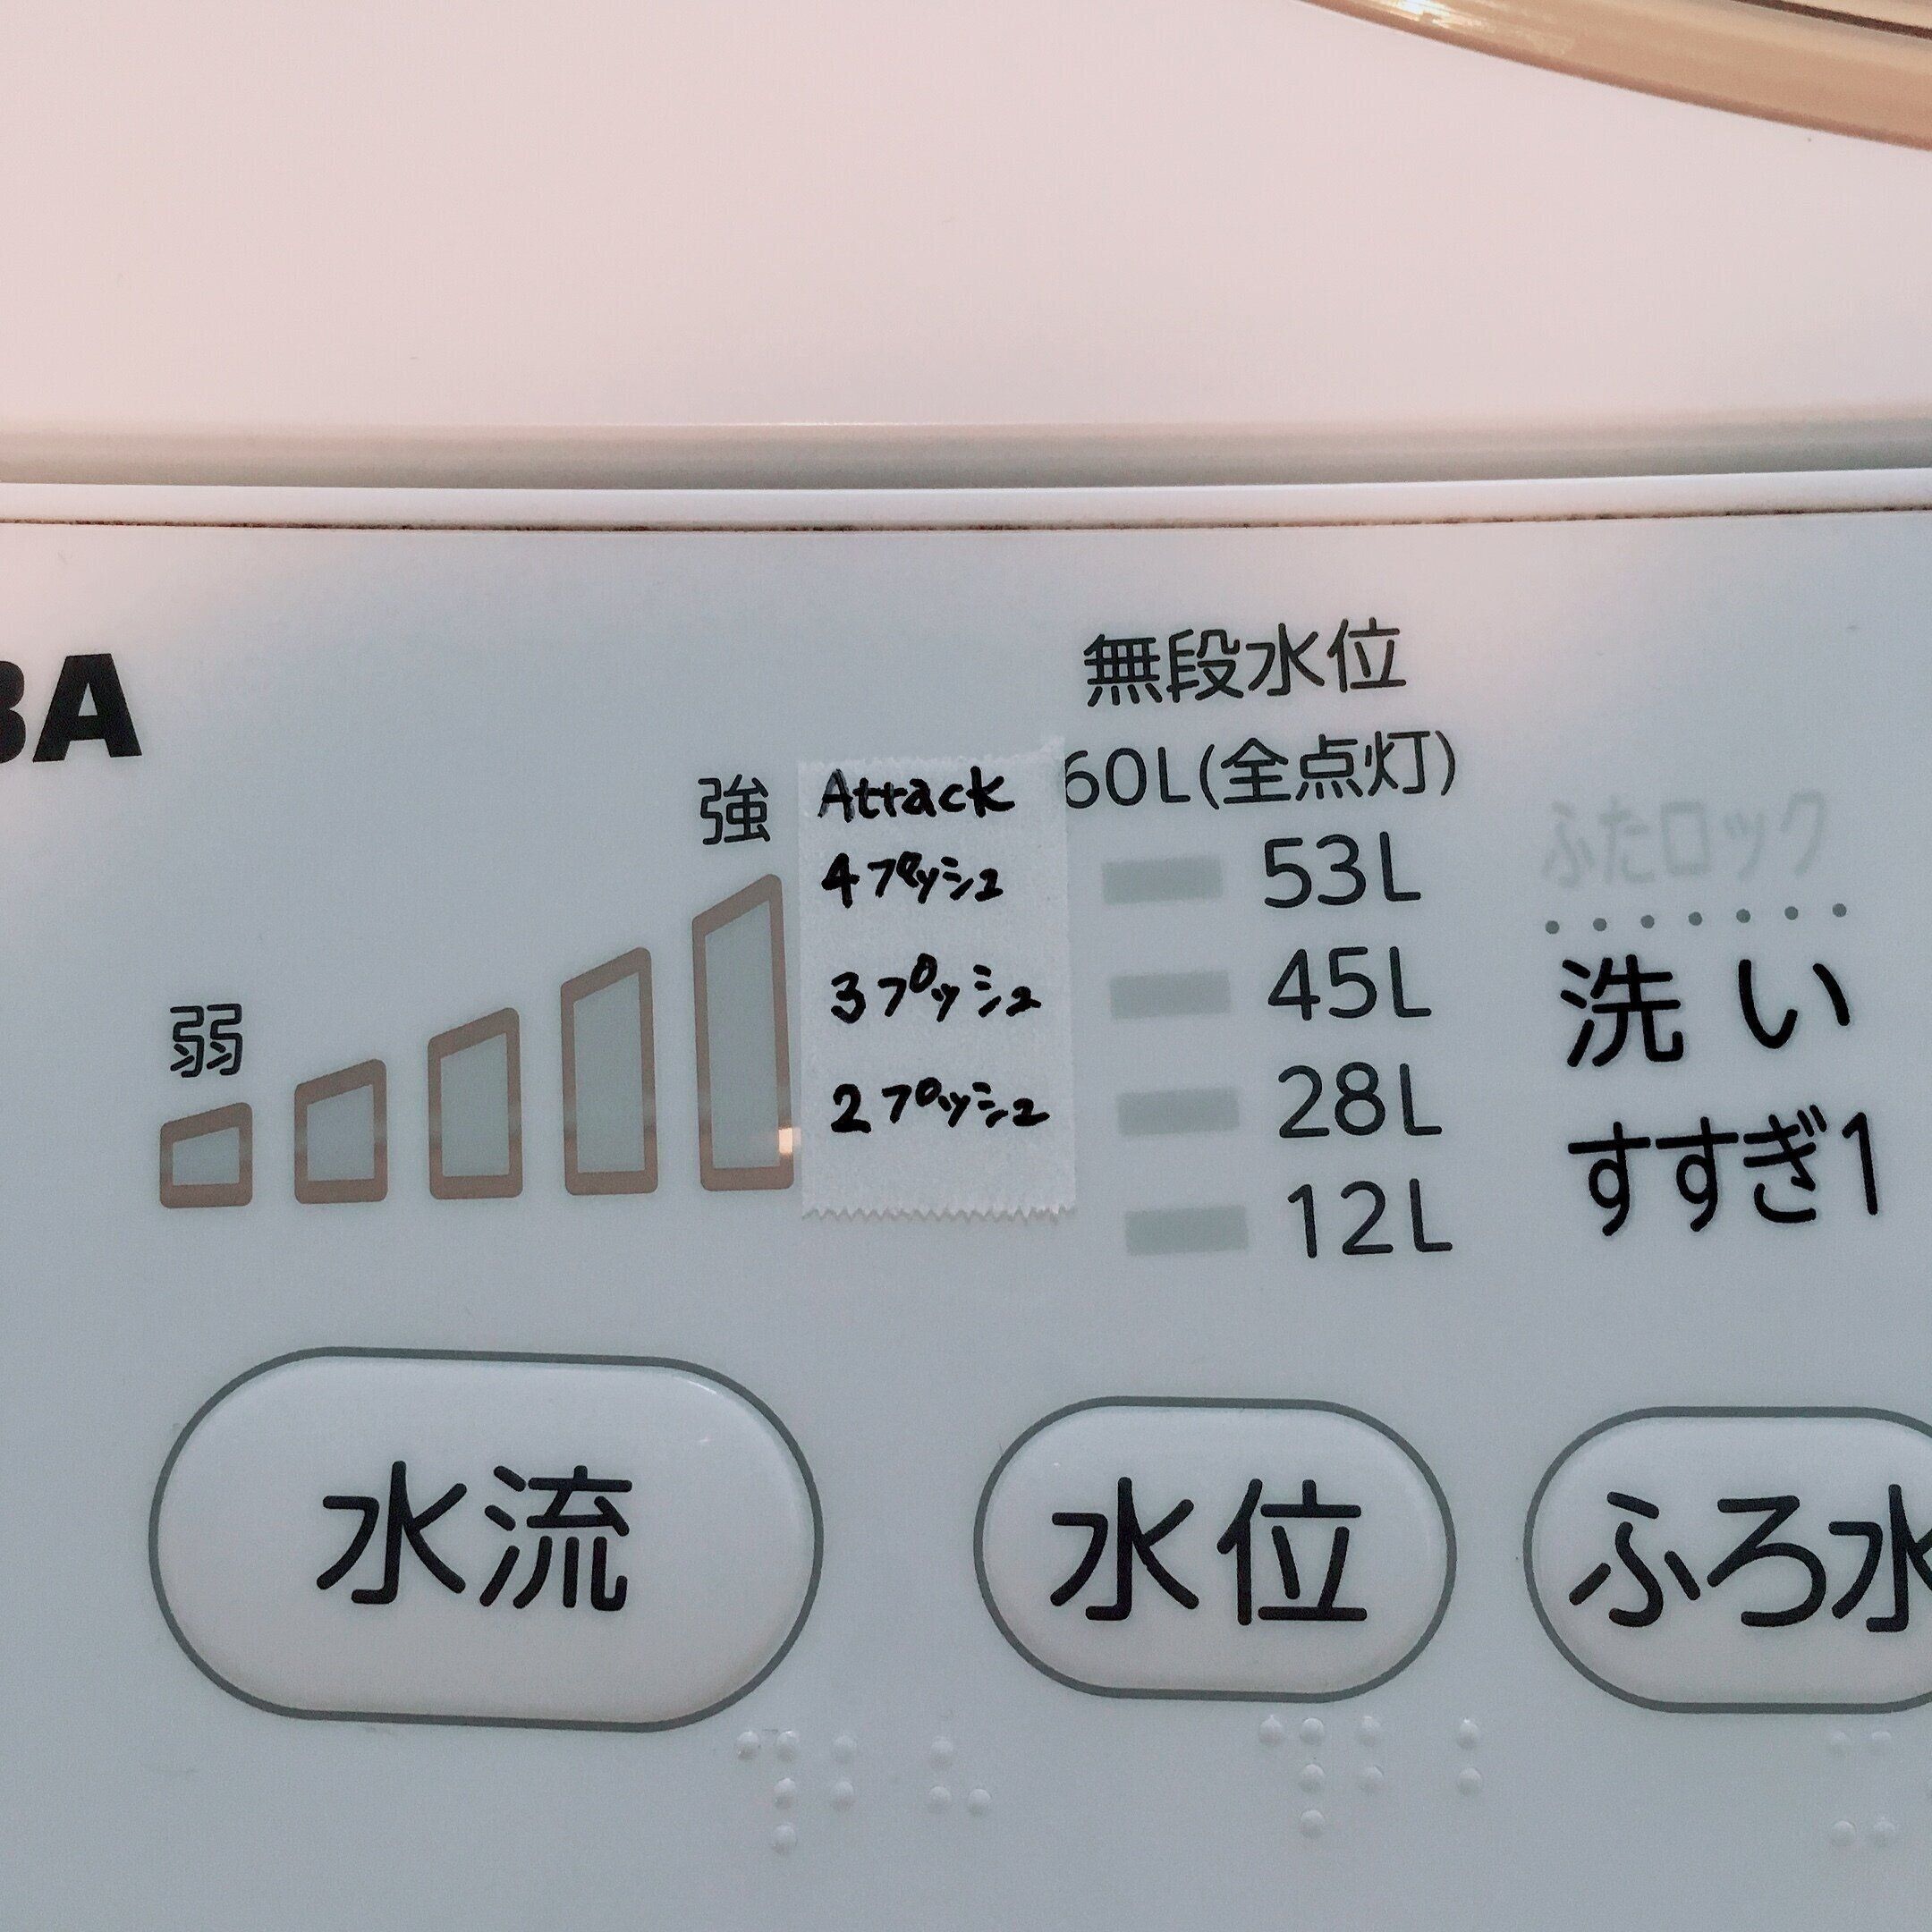 BA
弱
強
Attack
4プッシュ
3プッシュ
2プッシュ
無段水位
60L(全点灯)
53L
45L
28L
12L
ふたロック
洗い
すすぎ1
水流
水位
ふろ水